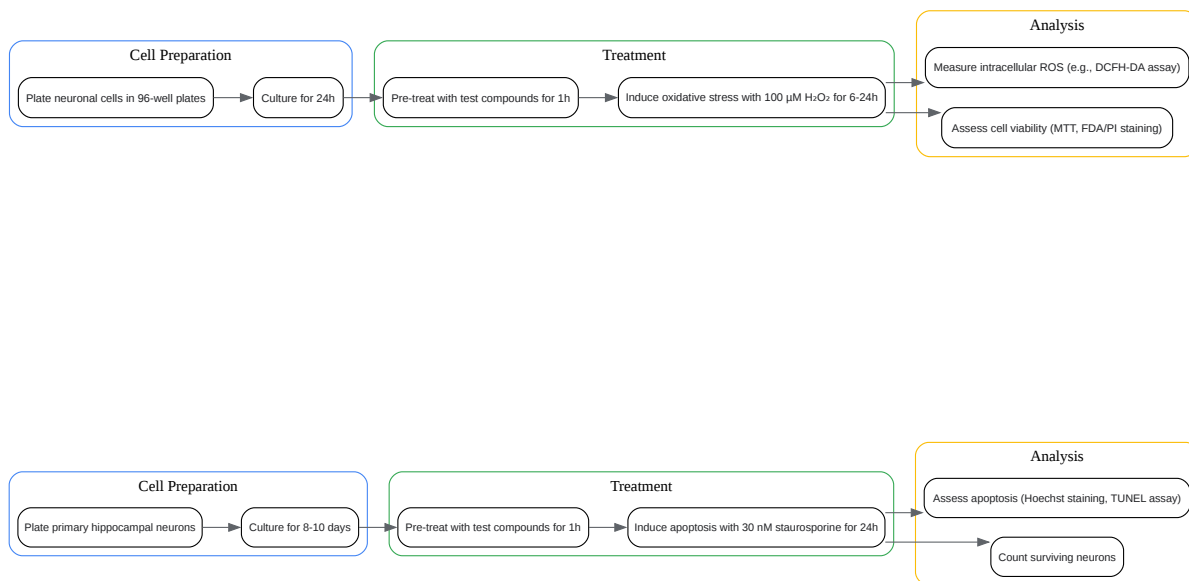 Cell Preparation
Plate neuronal cells in 96-well plates
Culture for 24h
Treatment
Pre-treat with test compounds for 1h
Induce oxidative stress with 100 µM H₂O₂ for 6-24h
Analysis
Measure intracellular ROS (e.g., DCFH-DA assay)
Assess cell viability (MTT, FDA/PI staining)
Cell Preparation
Plate primary hippocampal neurons
Culture for 8-10 days
Treatment
Pre-treat with test compounds for 1h
Induce apoptosis with 30 nM staurosporine for 24h
Analysis
Assess apoptosis (Hoechst staining, TUNEL assay)
Count surviving neurons